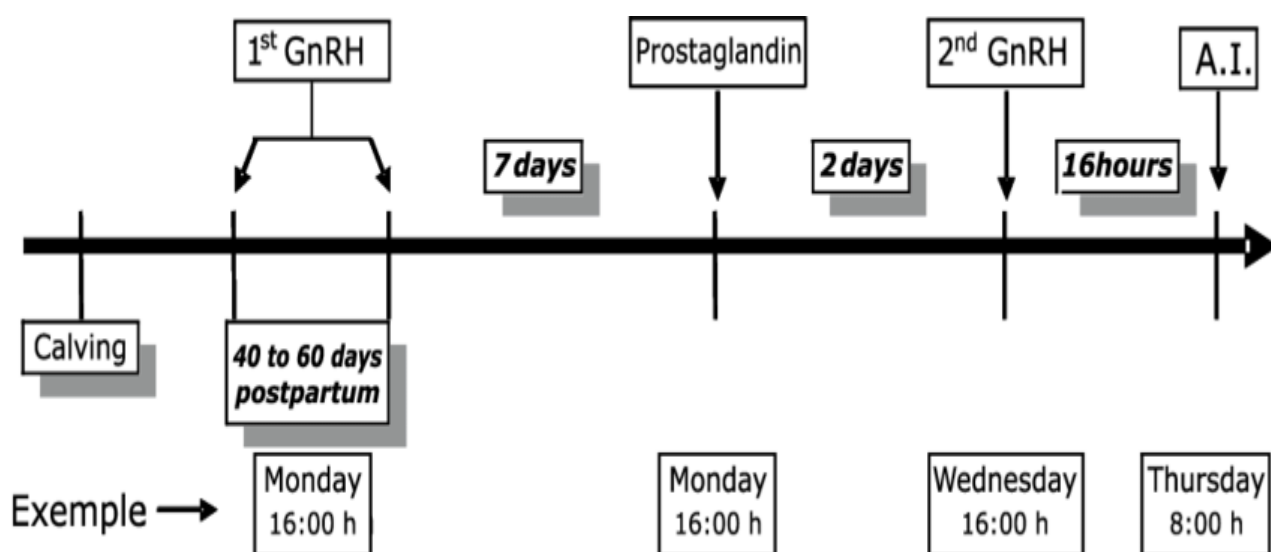 1st GnRH
Prostaglandin
2nd GnRH
A.I.
7 days
2 days
16hours
Calving
40 to 60 days
postpartum
Exemple
Monday
16:00 h
Monday
16:00 h
Wednesday
16:00 h
Thursday
8:00 h